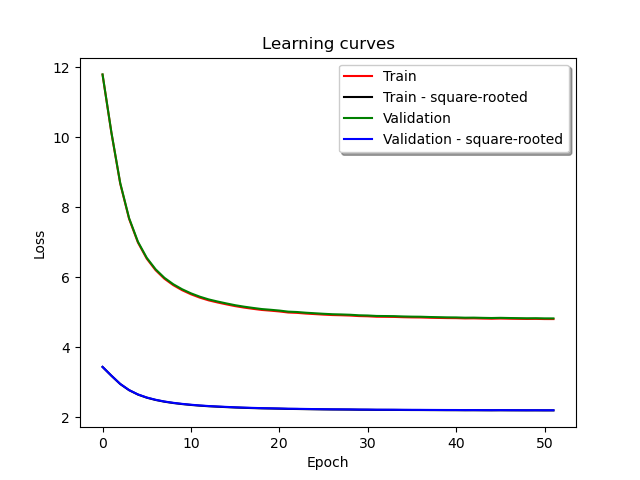 Learning curves
Train
Train - square-rooted
Validation
Validation - square-rooted
12
10
8
6
4
2
Loss
0
10
20
30
40
50
Epoch